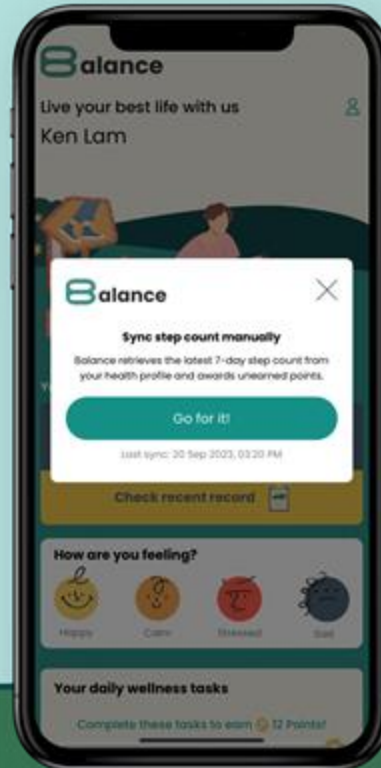 Balance
Live your best life with us
Ken Lam
Balance
Sync step count manually
Balance retrieves the latest 7-day step count from
your health profile and awards unearned points.
Go for it!
Last sync: 20 Sep 2023, 03:20 PM
Check recent record
How are you feeling?
Happy Calm Stressed Sad
Your daily wellness tasks
Complete these tasks to earn 12 Points!